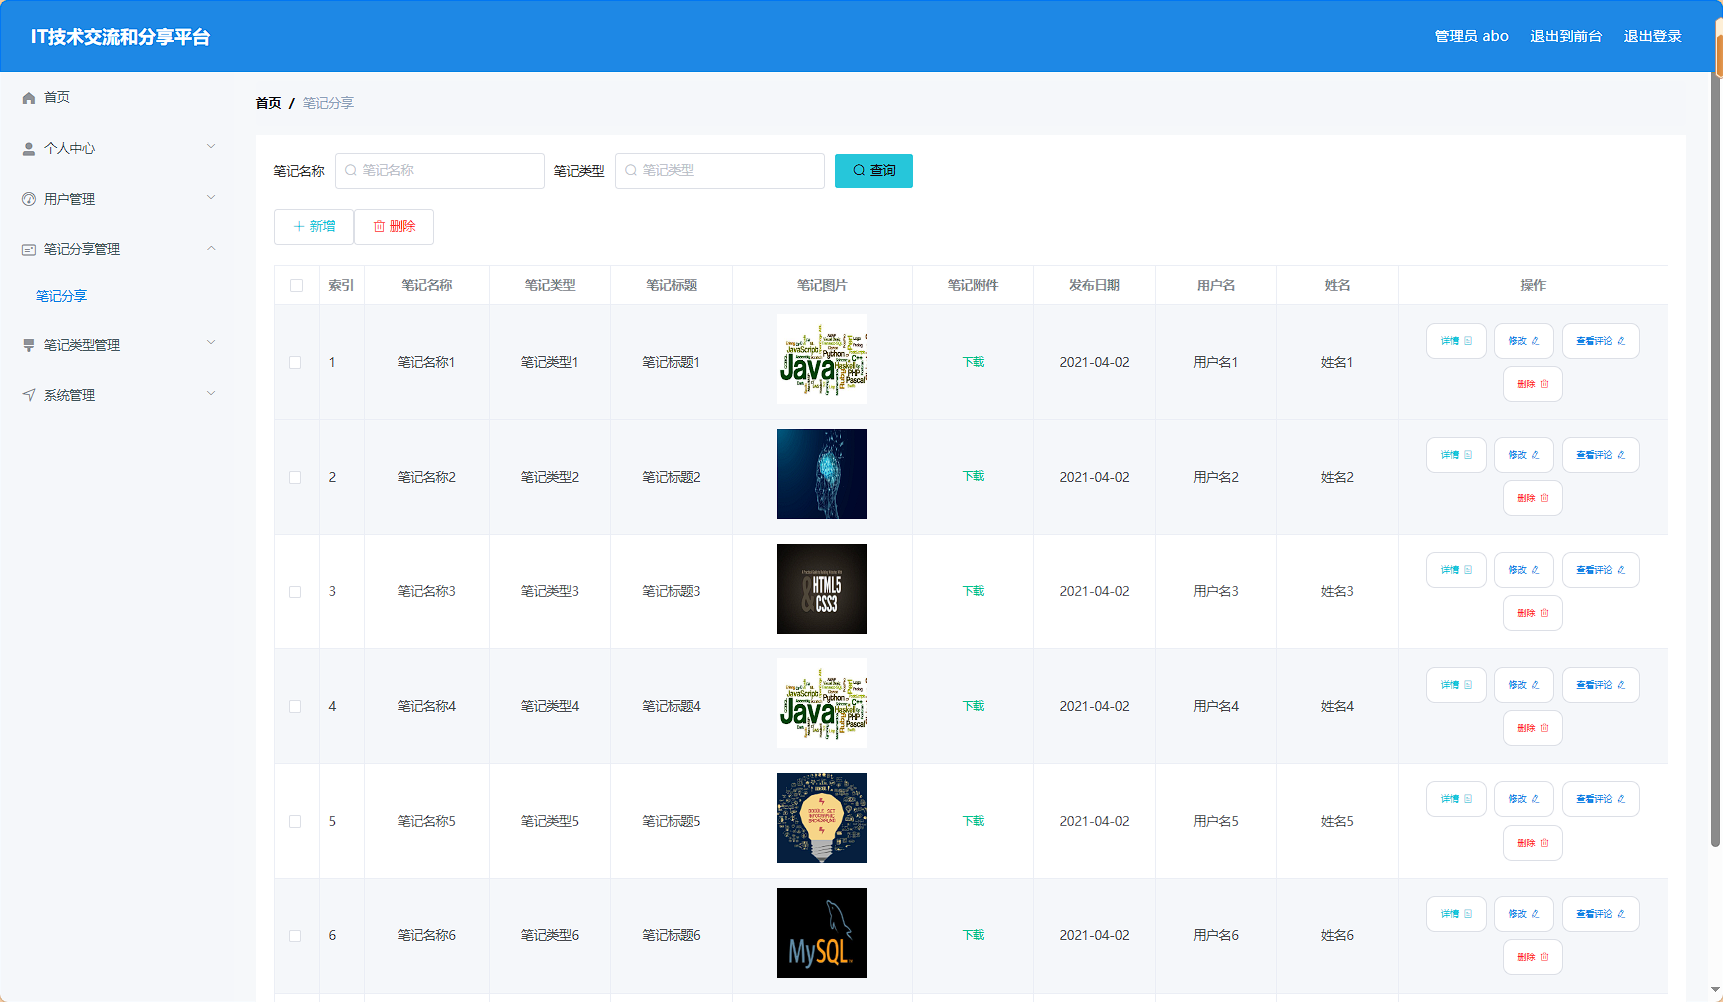 IT技术交流和分享平台
管理员 abo 退出到前台 退出登录
首页
个人中心
用户管理
笔记分享管理
笔记分享
笔记类型管理
系统管理
首页 / 笔记分享
笔记名称 笔记名称 笔记类型 笔记类型 查询
新增 删除
索引 笔记名称 笔记类型 笔记标题 笔记图片 笔记附件 发布日期 用户名 姓名 操作
1 笔记名称1 笔记类型1 笔记标题1 下载 2021-04-02 用户名1 姓名1 详情 修改 查看评论
删除
JavaScript
Python
Java
C++
Haskell
PHP
Pascal
2 笔记名称2 笔记类型2 笔记标题2 下载 2021-04-02 用户名2 姓名2 详情 修改 查看评论
删除
3 笔记名称3 笔记类型3 笔记标题3 下载 2021-04-02 用户名3 姓名3 详情 修改 查看评论
删除
HTML5
& CSS3
4 笔记名称4 笔记类型4 笔记标题4 下载 2021-04-02 用户名4 姓名4 详情 修改 查看评论
删除
JavaScript
Python
Java
C++
Haskell
PHP
Pascal
5 笔记名称5 笔记类型5 笔记标题5 下载 2021-04-02 用户名5 姓名5 详情 修改 查看评论
删除
DOODLE SET
INFOGRAPHIC
BACKGROUND
6 笔记名称6 笔记类型6 笔记标题6 下载 2021-04-02 用户名6 姓名6 详情 修改 查看评论
删除
MySQL